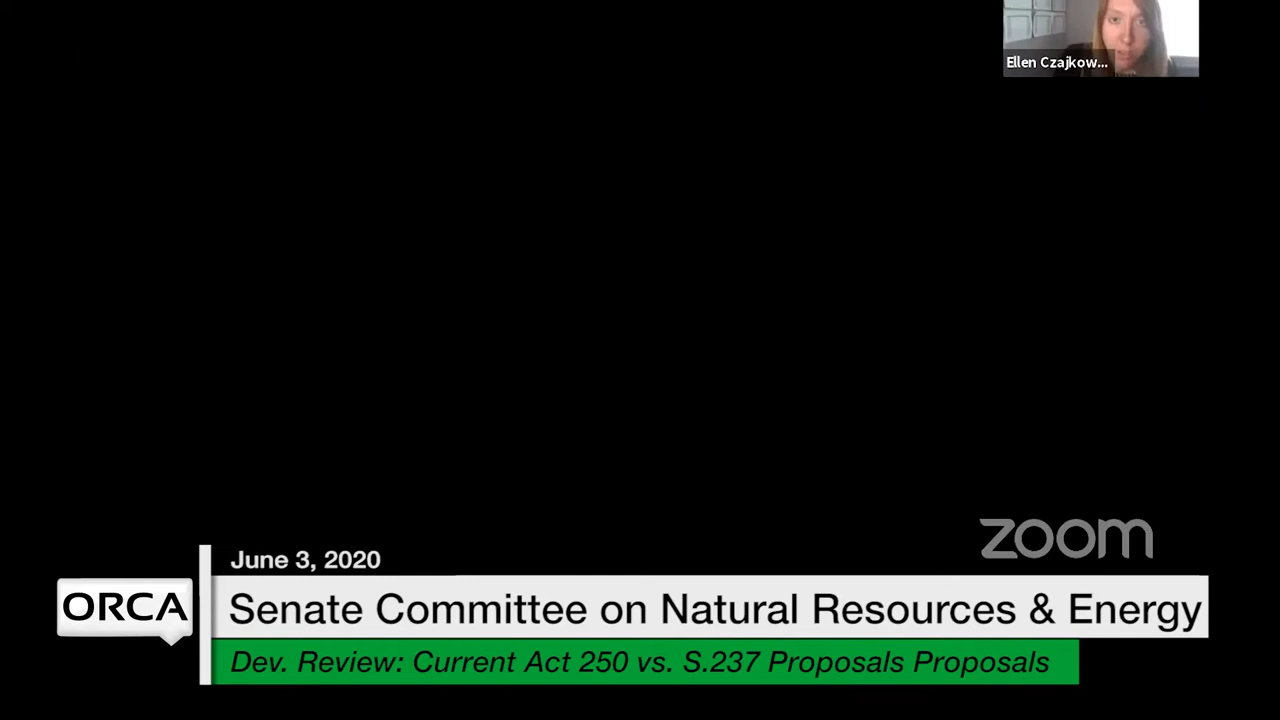 Ellen Czajkow...
zoom
June 3, 2020
ORCA
Senate Committee on Natural Resources & Energy
Dev. Review: Current Act 250 vs. S.237 Proposals Proposals